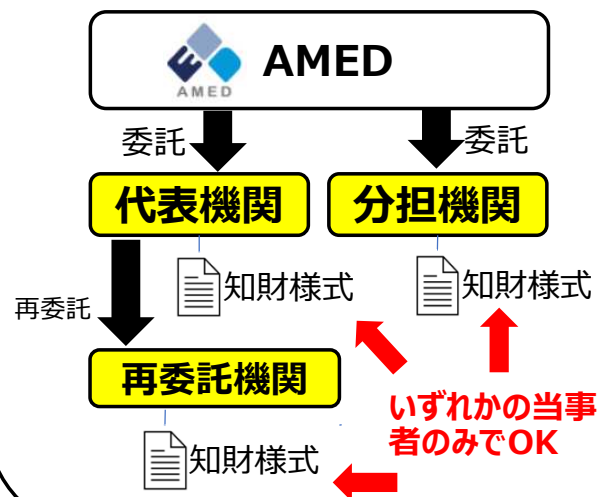 AMED
AMED
委託
委託
代表機関
分担機関
知財様式
知財様式
再委託
再委託機関
いずれかの当事
者のみでOK
知財様式